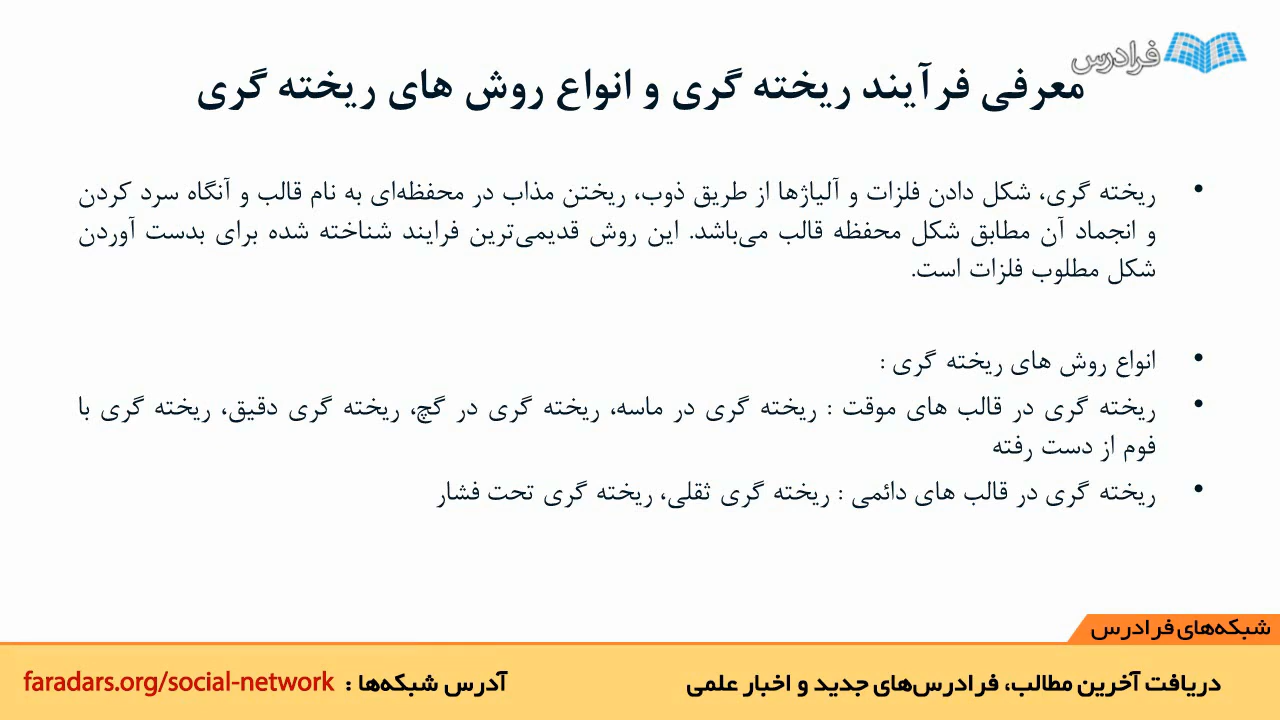 فرادرس
معرفی فرآیند ریخته گری و انواع روش های ریخته گری
• ریخته گری، شکل دادن فلزات و آلیاژها از طریق ذوب، ریختن مذاب در محفظه‌ای به نام قالب و آنگاه سرد کردن
و انجماد آن مطابق شکل محفظه قالب می‌باشد. این روش قدیمی‌ترین فرایند شناخته شده برای بدست آوردن
شکل مطلوب فلزات است.
• انواع روش های ریخته گری :
• ریخته گری در قالب های موقت : ریخته گری در ماسه، ریخته گری در گچ، ریخته گری دقیق، ریخته گری با
فوم از دست رفته
• ریخته گری در قالب های دائمی : ریخته گری ثقلی، ریخته گری تحت فشار
شبکه‌های فرادرس
دریافت آخرین مطالب، فرادرس‌های جدید و اخبار علمی آدرس شبکه‌ها : faradars.org/social-network